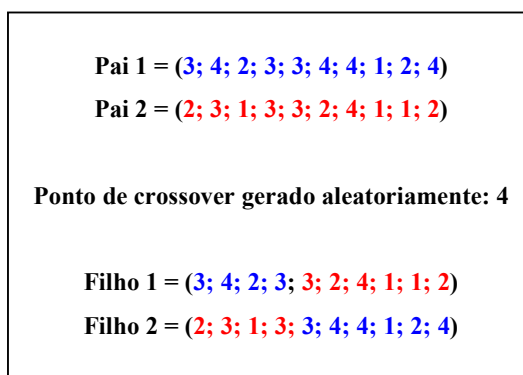 Pai 1 = (3; 4; 2; 3; 3; 4; 4; 1; 2; 4)
Pai 2 = (2; 3; 1; 3; 3; 2; 4; 1; 1; 2)
Ponto de crossover gerado aleatoriamente: 4
Filho 1 = (3; 4; 2; 3; 3; 2; 4; 1; 1; 2)
Filho 2 = (2; 3; 1; 3; 3; 4; 4; 1; 2; 4)